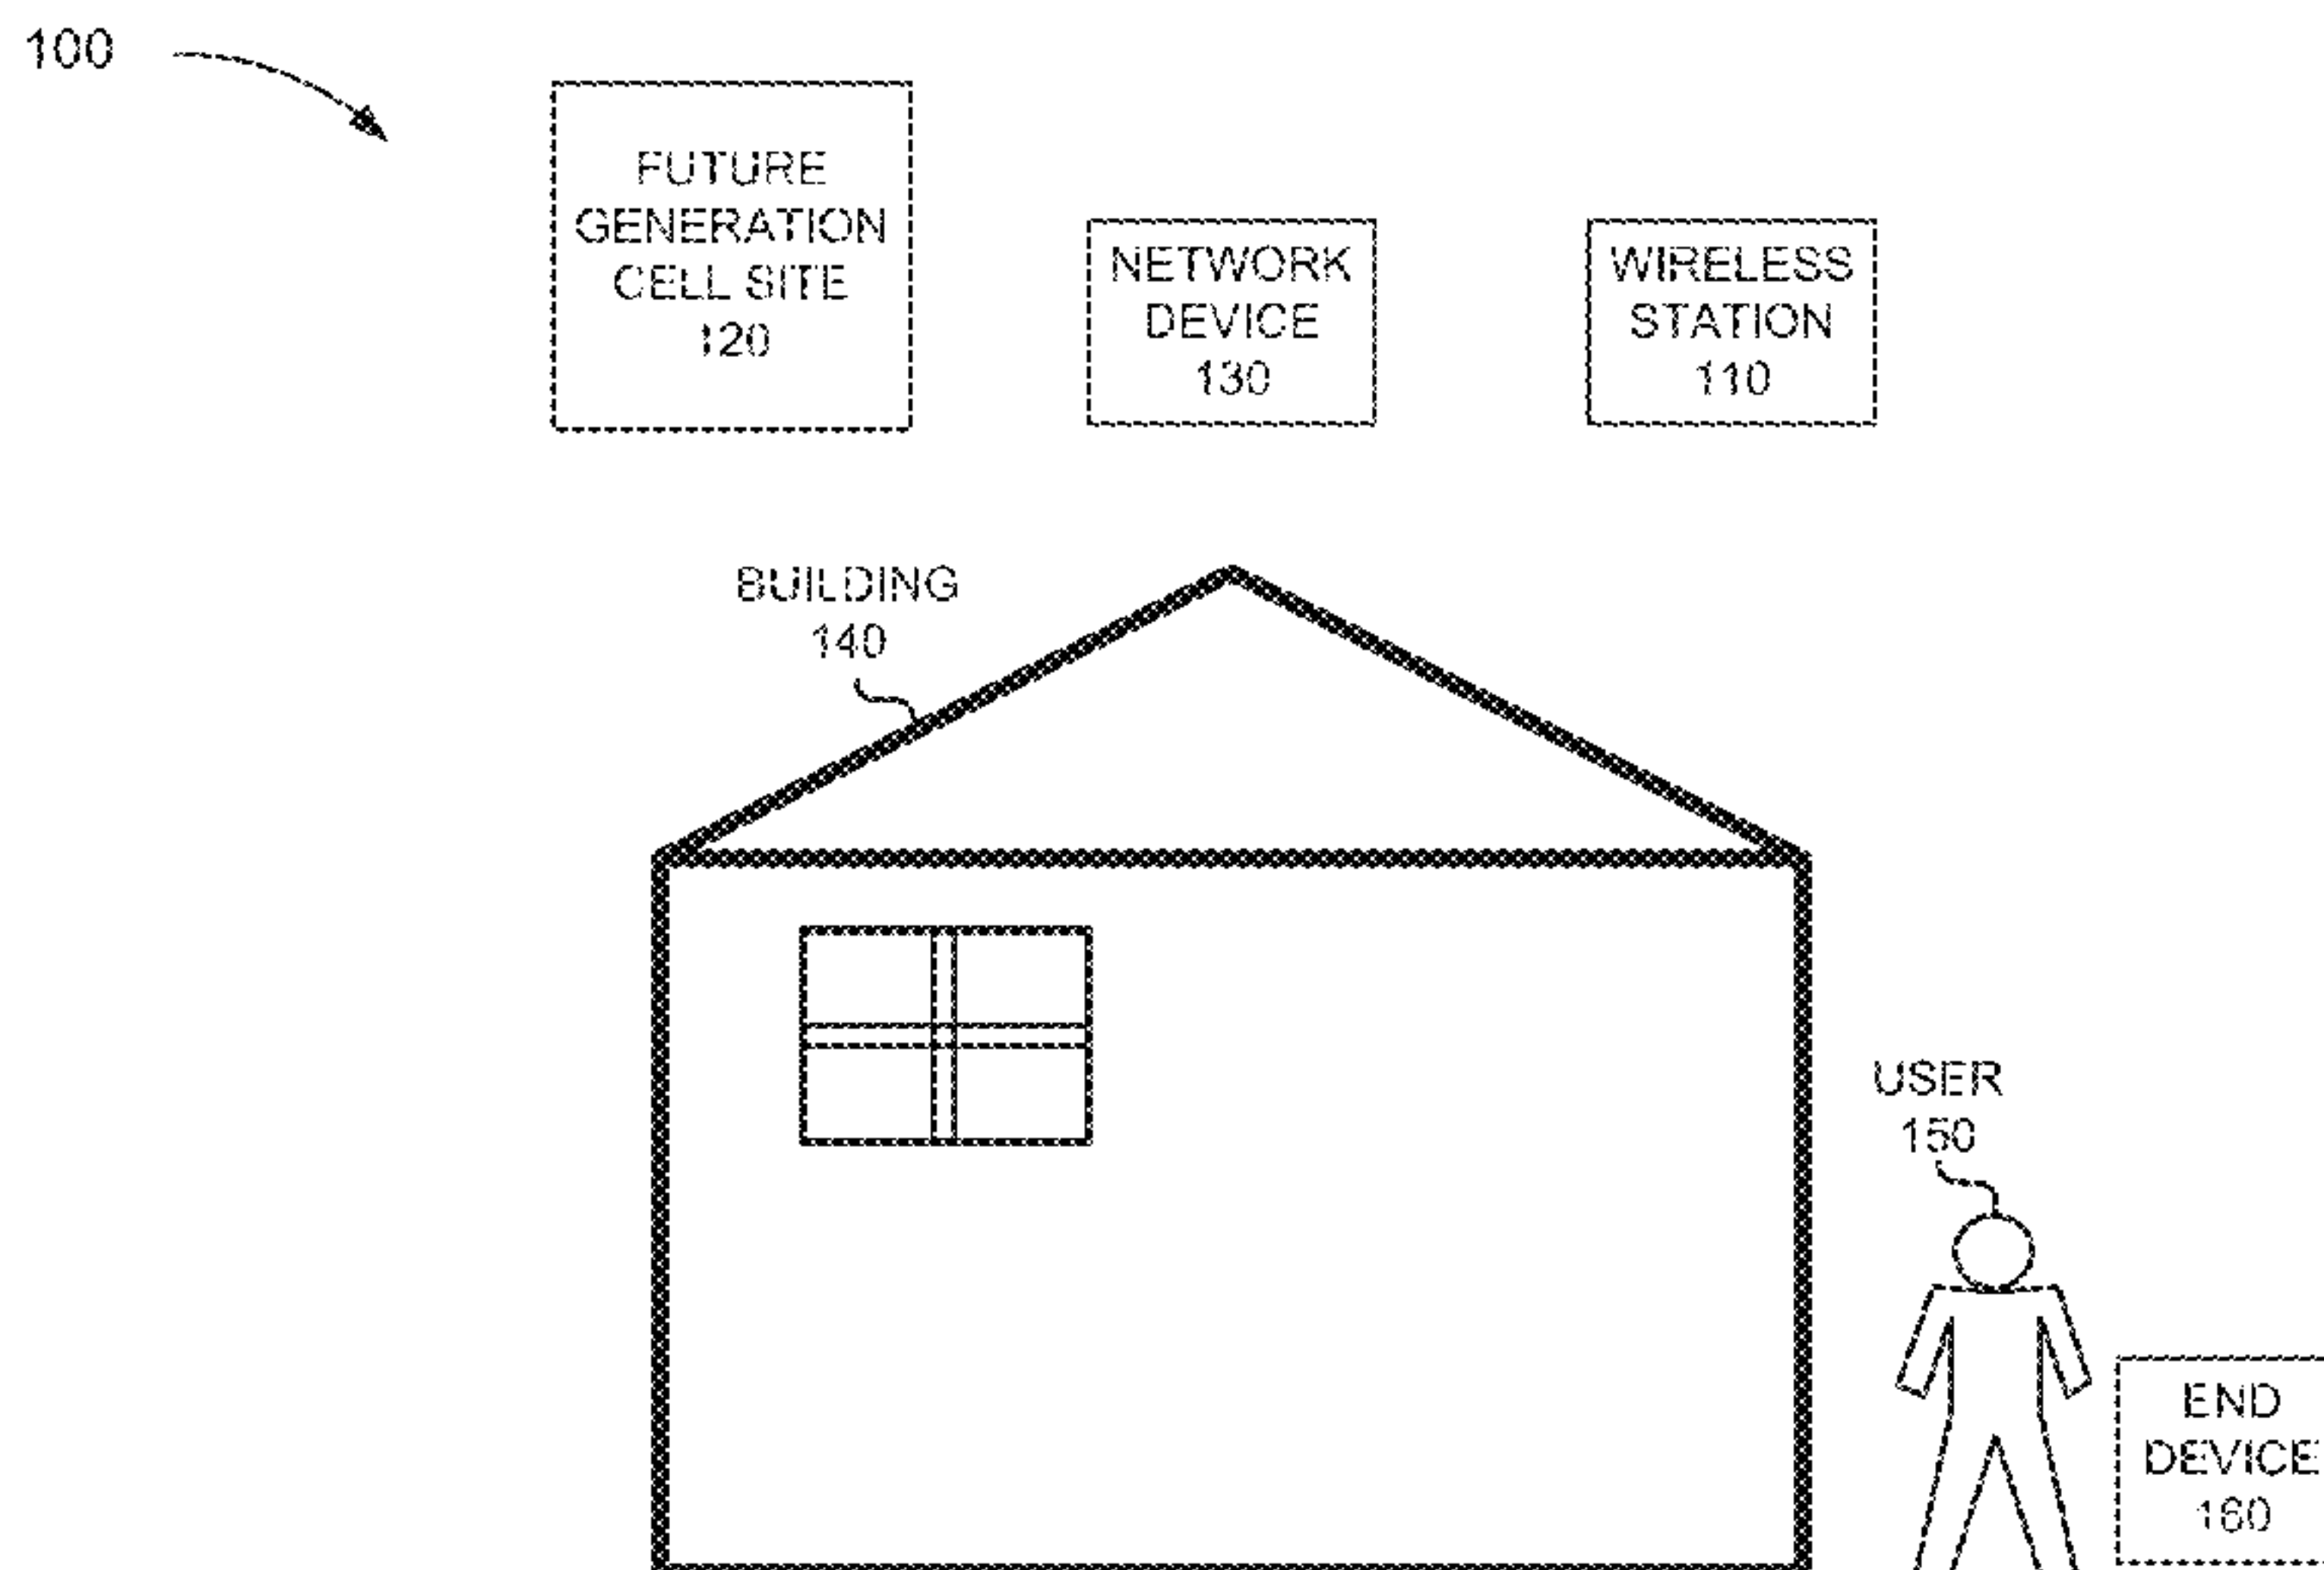 100
FUTURE
GENERATION
CELL SITE
120
NETWORK
DEVICE
130
WIRELESS
STATION
110
BUILDING
140
USER
150
END
DEVICE
160